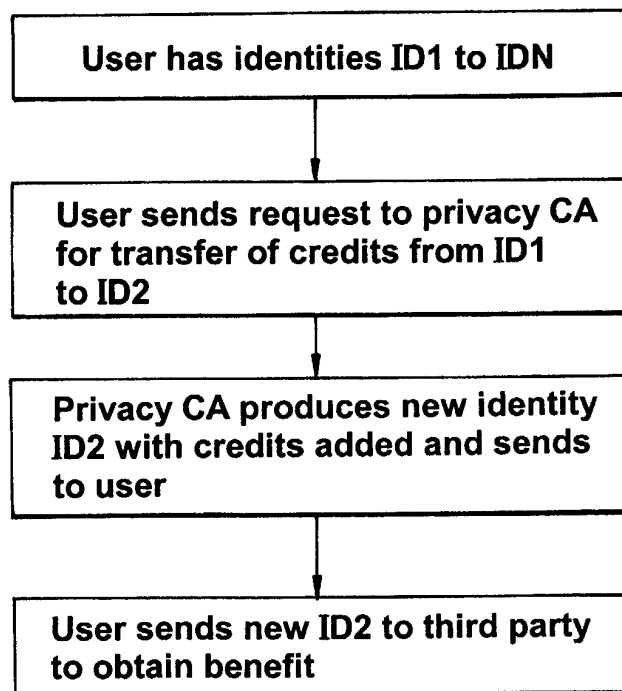 User has identities ID1 to IDN
User sends request to privacy CA
for transfer of credits from ID1
to ID2
Privacy CA produces new identity
ID2 with credits added and sends
to user
User sends new ID2 to third party
to obtain benefit